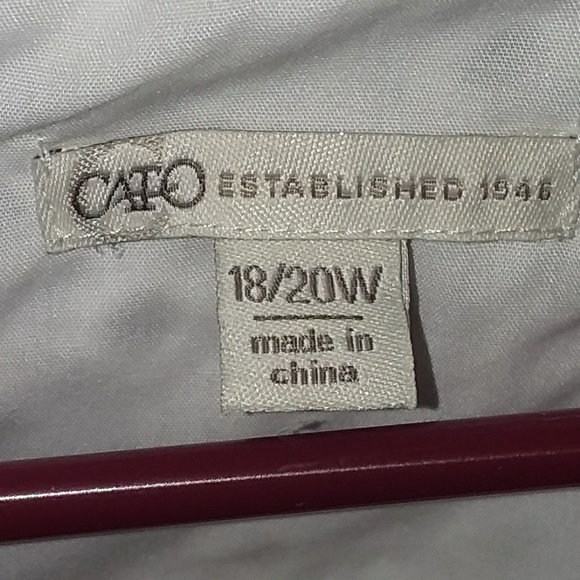 CATO ESTABLISHED 1946
18/20W
made in
china